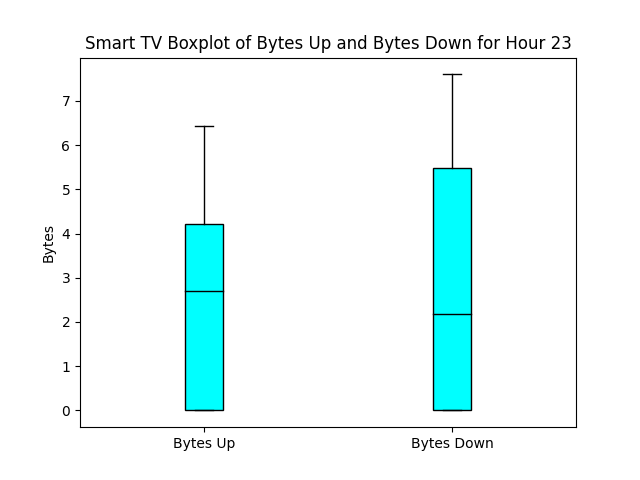 Smart TV Boxplot of Bytes Up and Bytes Down for Hour 23
7
6
5
4
3
2
1
0
Bytes
Bytes Up
Bytes Down